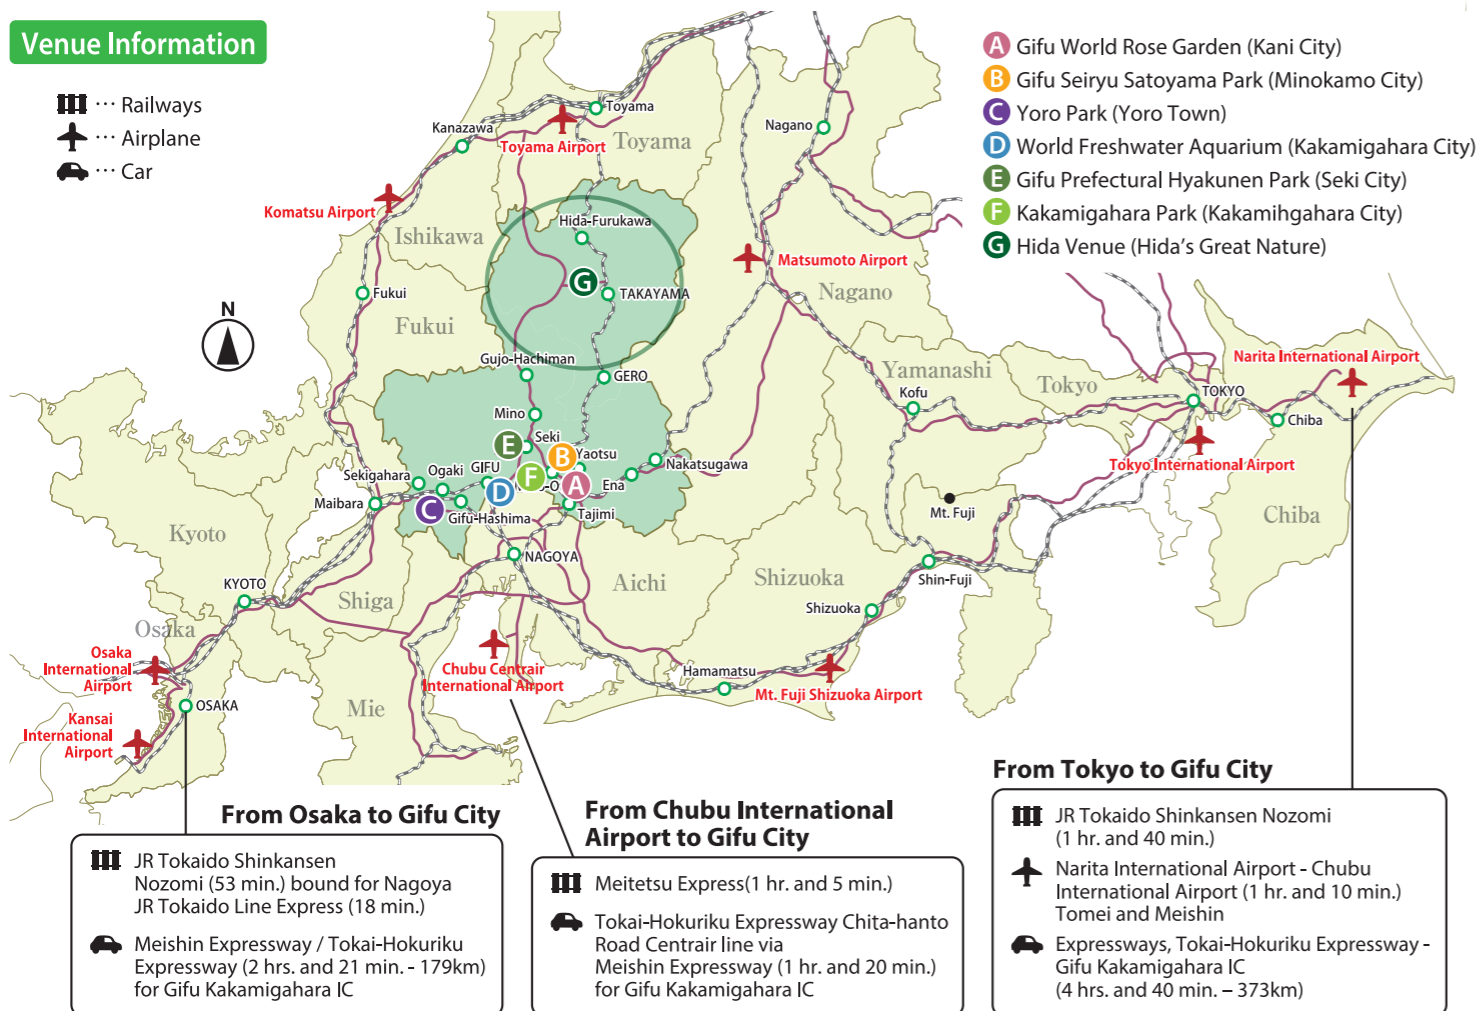 Venue Information
··· Railways
··· Airplane
··· Car
A Gifu World Rose Garden (Kani City)
B Gifu Seiryu Satoyama Park (Minokamo City)
C Yoro Park (Yoro Town)
D World Freshwater Aquarium (Kakamigahara City)
E Gifu Prefectural Hyakunen Park (Seki City)
F Kakamigahara Park (Kakamihgahara City)
G Hida Venue (Hida's Great Nature)
Toyama
Kanazawa
Toyama Airport
Toyama
Nagano
Komatsu Airport
Ishikawa
Hida-Furukawa
Matsumoto Airport
G
TAKAYAMA
Nagano
Fukui
Fukui
N
Gujo-Hachiman
GERO
Yamanashi
Kofu
Tokyo
TOKYO
Narita International Airport
Chiba
Tokyo International Airport
Mino
Seki
E
B
Yaotsu
F
A
Ena
Nakatsugawa
Sekigahara
Ogaki
GIFU
D
C
Gifu-Hashima
Tajimi
Maibara
Mt. Fuji
Chiba
Kyoto
NAGOYA
Aichi
Shizuoka
Shin-Fuji
KYOTO
Shiga
Shizuoka
Osaka
Osaka
International
Airport
Chubu Centrair
International Airport
Hamamatsu
Mt. Fuji Shizuoka Airport
OSAKA
Mie
Kansai
International
Airport
From Osaka to Gifu City
JR Tokaido Shinkansen
Nozomi (53 min.) bound for Nagoya
JR Tokaido Line Express (18 min.)
Meishin Expressway / Tokai-Hokuriku
Expressway (2 hrs. and 21 min. - 179km)
for Gifu Kakamigahara IC
From Chubu International
Airport to Gifu City
Meitetsu Express(1 hr. and 5 min.)
Tokai-Hokuriku Expressway Chita-hanto
Road Centrair line via
Meishin Expressway (1 hr. and 20 min.)
for Gifu Kakamigahara IC
From Tokyo to Gifu City
JR Tokaido Shinkansen Nozomi
(1 hr. and 40 min.)
Narita International Airport - Chubu
International Airport (1 hr. and 10 min.)
Tomei and Meishin
Expressways, Tokai-Hokuriku Expressway -
Gifu Kakamigahara IC
(4 hrs. and 40 min. – 373km)